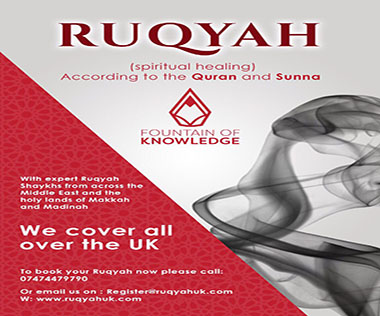 RUQYAH
(spiritual healing)
According to the Quran and Sunna
FOUNTAIN OF
KNOWLEDGE
With expert Ruqyah
Shaykhs from across the
Middle East and the
holy lands of Makkah
and Madinah
We cover all
over the UK
To book your Ruqyah now please call:
07474479790
Or email us on : Register@ruqyahuk.com
W: www.ruqyahuk.com